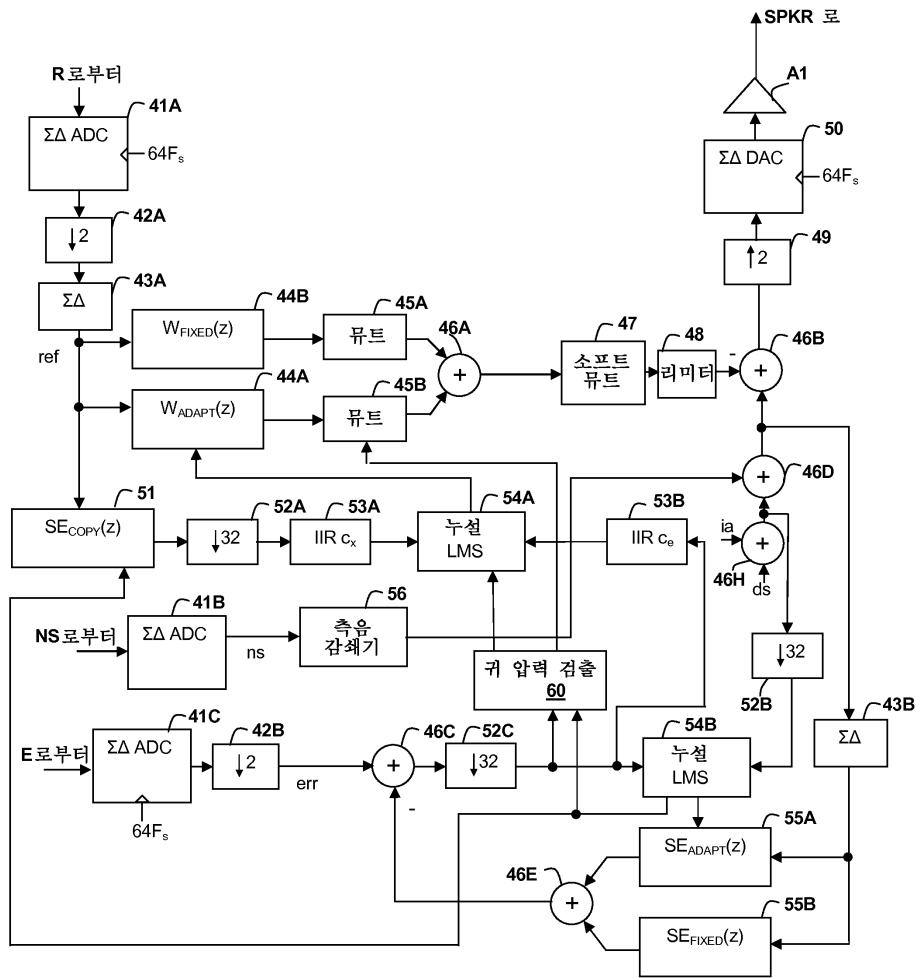 SPKR 로
R로부터
A1
41A
ΣΔ ADC
64Fs
50
ΣΔ DAC
64Fs
42A
↓2
49
↑2
43A
ΣΔ
ref
44B
WFIXED(z)
45A
뮤트
46A
+
47
소프트
뮤트
48
리미터
-
46B
+
44A
WADAPT(z)
45B
뮤트
46D
+
51
SECOPY(z)
52A
↓32
53A
IIR cx
54A
누설
LMS
53B
IIR ce
ia
+
46H
ds
NS로부터
41B
ΣΔ ADC
ns
56
측음
감쇄기
귀 압력 검출
60
↓32
52B
43B
ΣΔ
E로부터
41C
ΣΔ ADC
64Fs
42B
↓2
err
46C
+
-
52C
↓32
54B
누설
LMS
55A
SEADAPT(z)
46E
+
55B
SEFIXED(z)